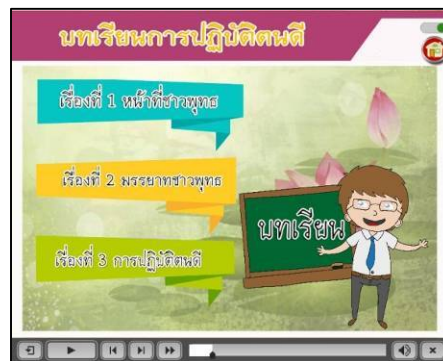 บทเรียนการปฏิบัติตนดี
เรื่องที่ 1 หน้าที่ชาวพุทธ
เรื่องที่ 2 มรรยาทชาวพุทธ
เรื่องที่ 3 การปฏิบัติตนดี
บทเรียน